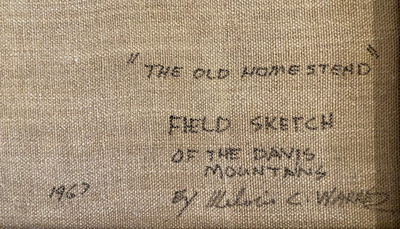 "THE OLD HOMESTEAD"
FIELD SKETCH
OF THE DAVIS
MOUNTAINS
1967 By Melvin C. WARREN